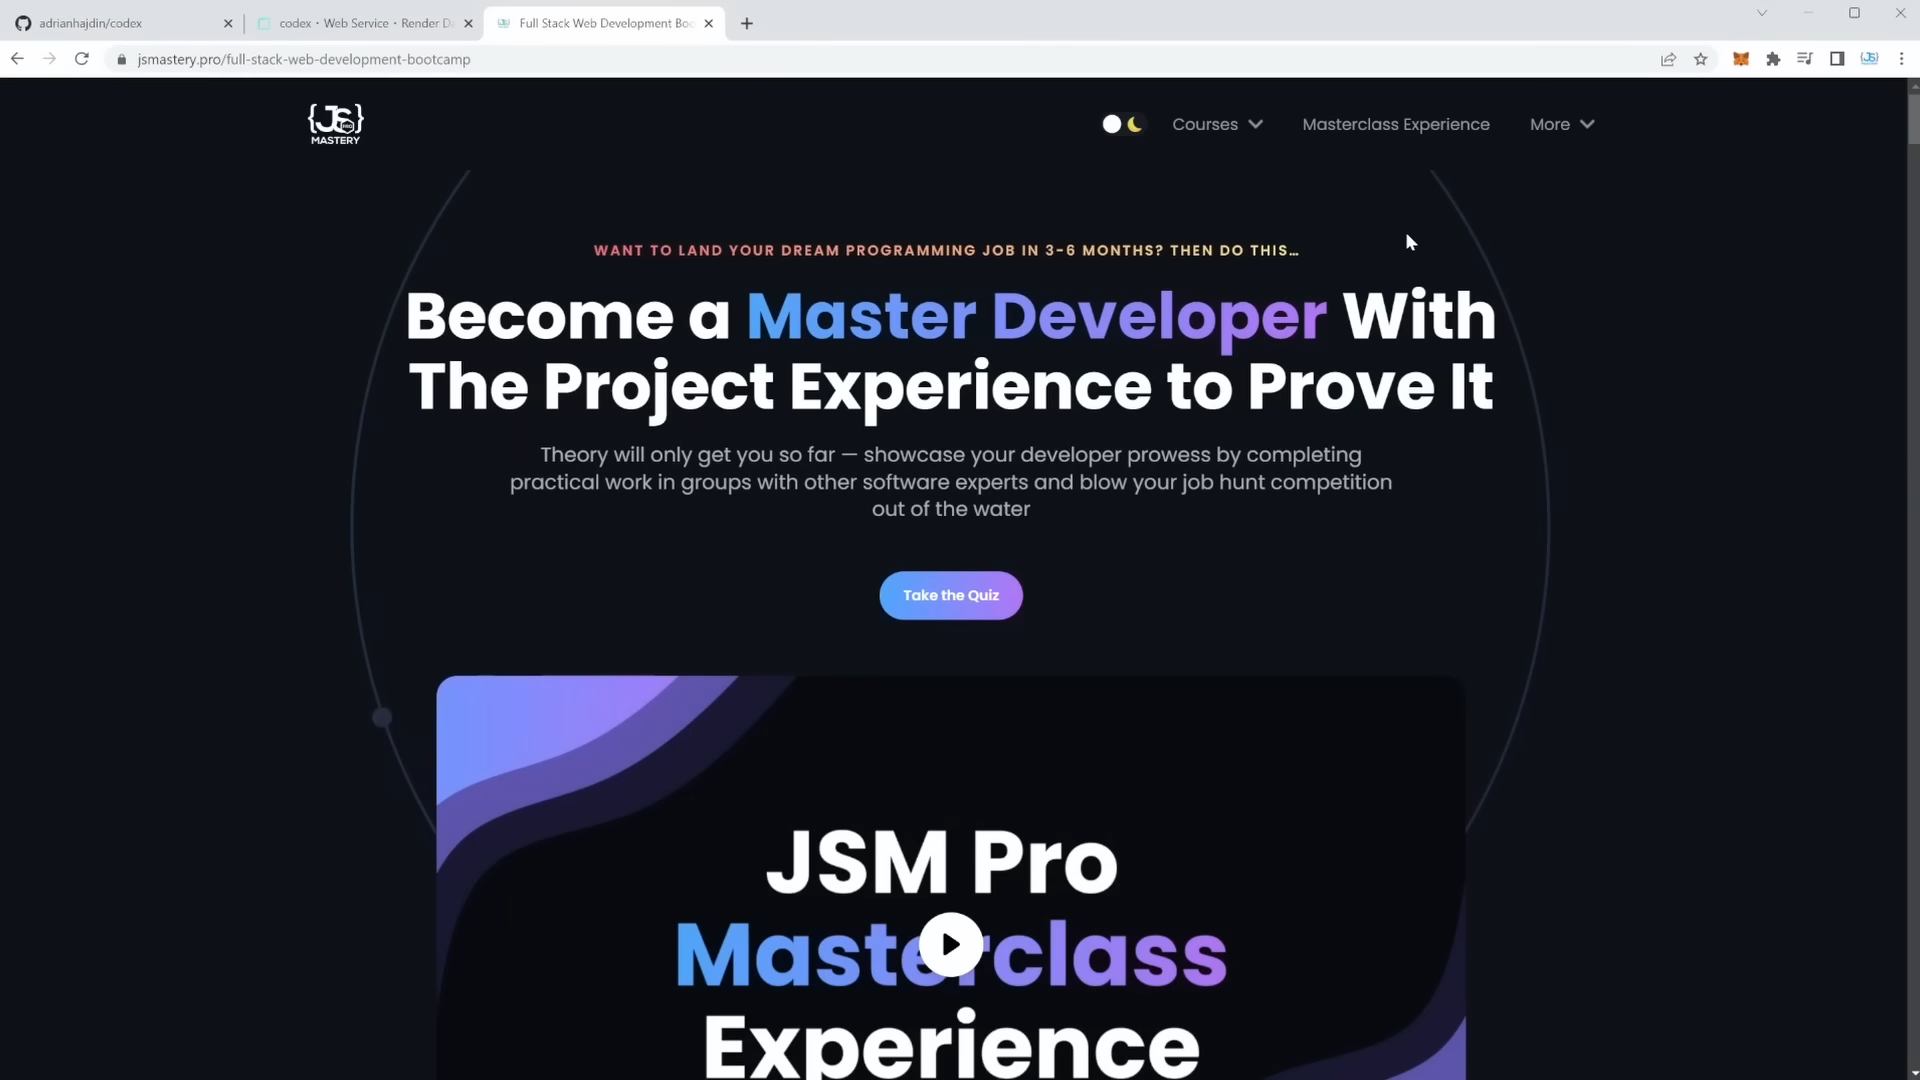 adrianhajdin/codex
codex · Web Service · Render Da
Full Stack Web Development Boo
jsmastery.pro/full-stack-web-development-bootcamp
{JS}
{JS}
MASTERY
Courses
Masterclass Experience
More
WANT TO LAND YOUR DREAM PROGRAMMING JOB IN 3-6 MONTHS? THEN DO THIS...
Become a Master Developer With
The Project Experience to Prove It
Theory will only get you so far — showcase your developer prowess by completing
practical work in groups with other software experts and blow your job hunt competition
out of the water
Take the Quiz
JSM Pro
Masterclass
Experience